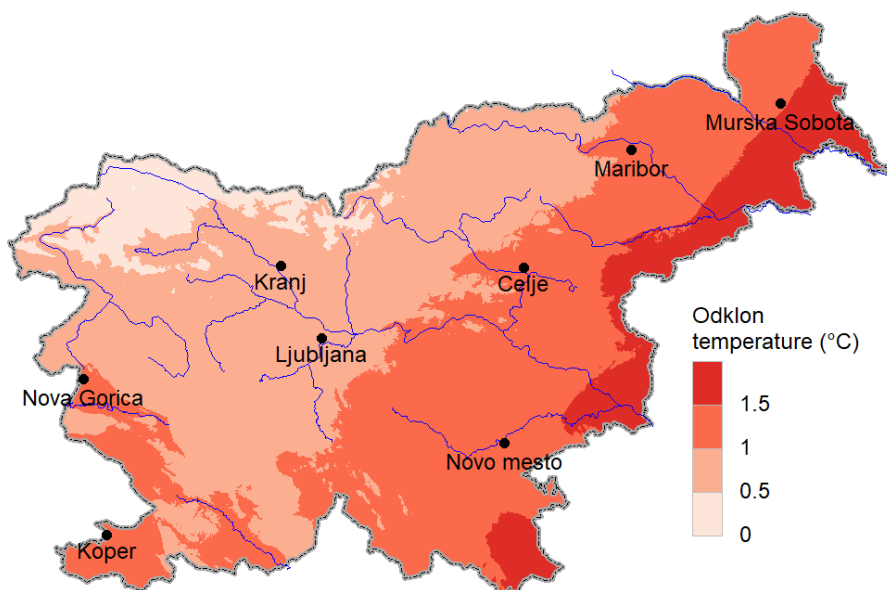 Murska Sobota
Maribor
Kranj
Celje
Ljubljana
Nova Gorica
Novo mesto
Koper
Odklon
temperature (°C)
1.5
1
0.5
0